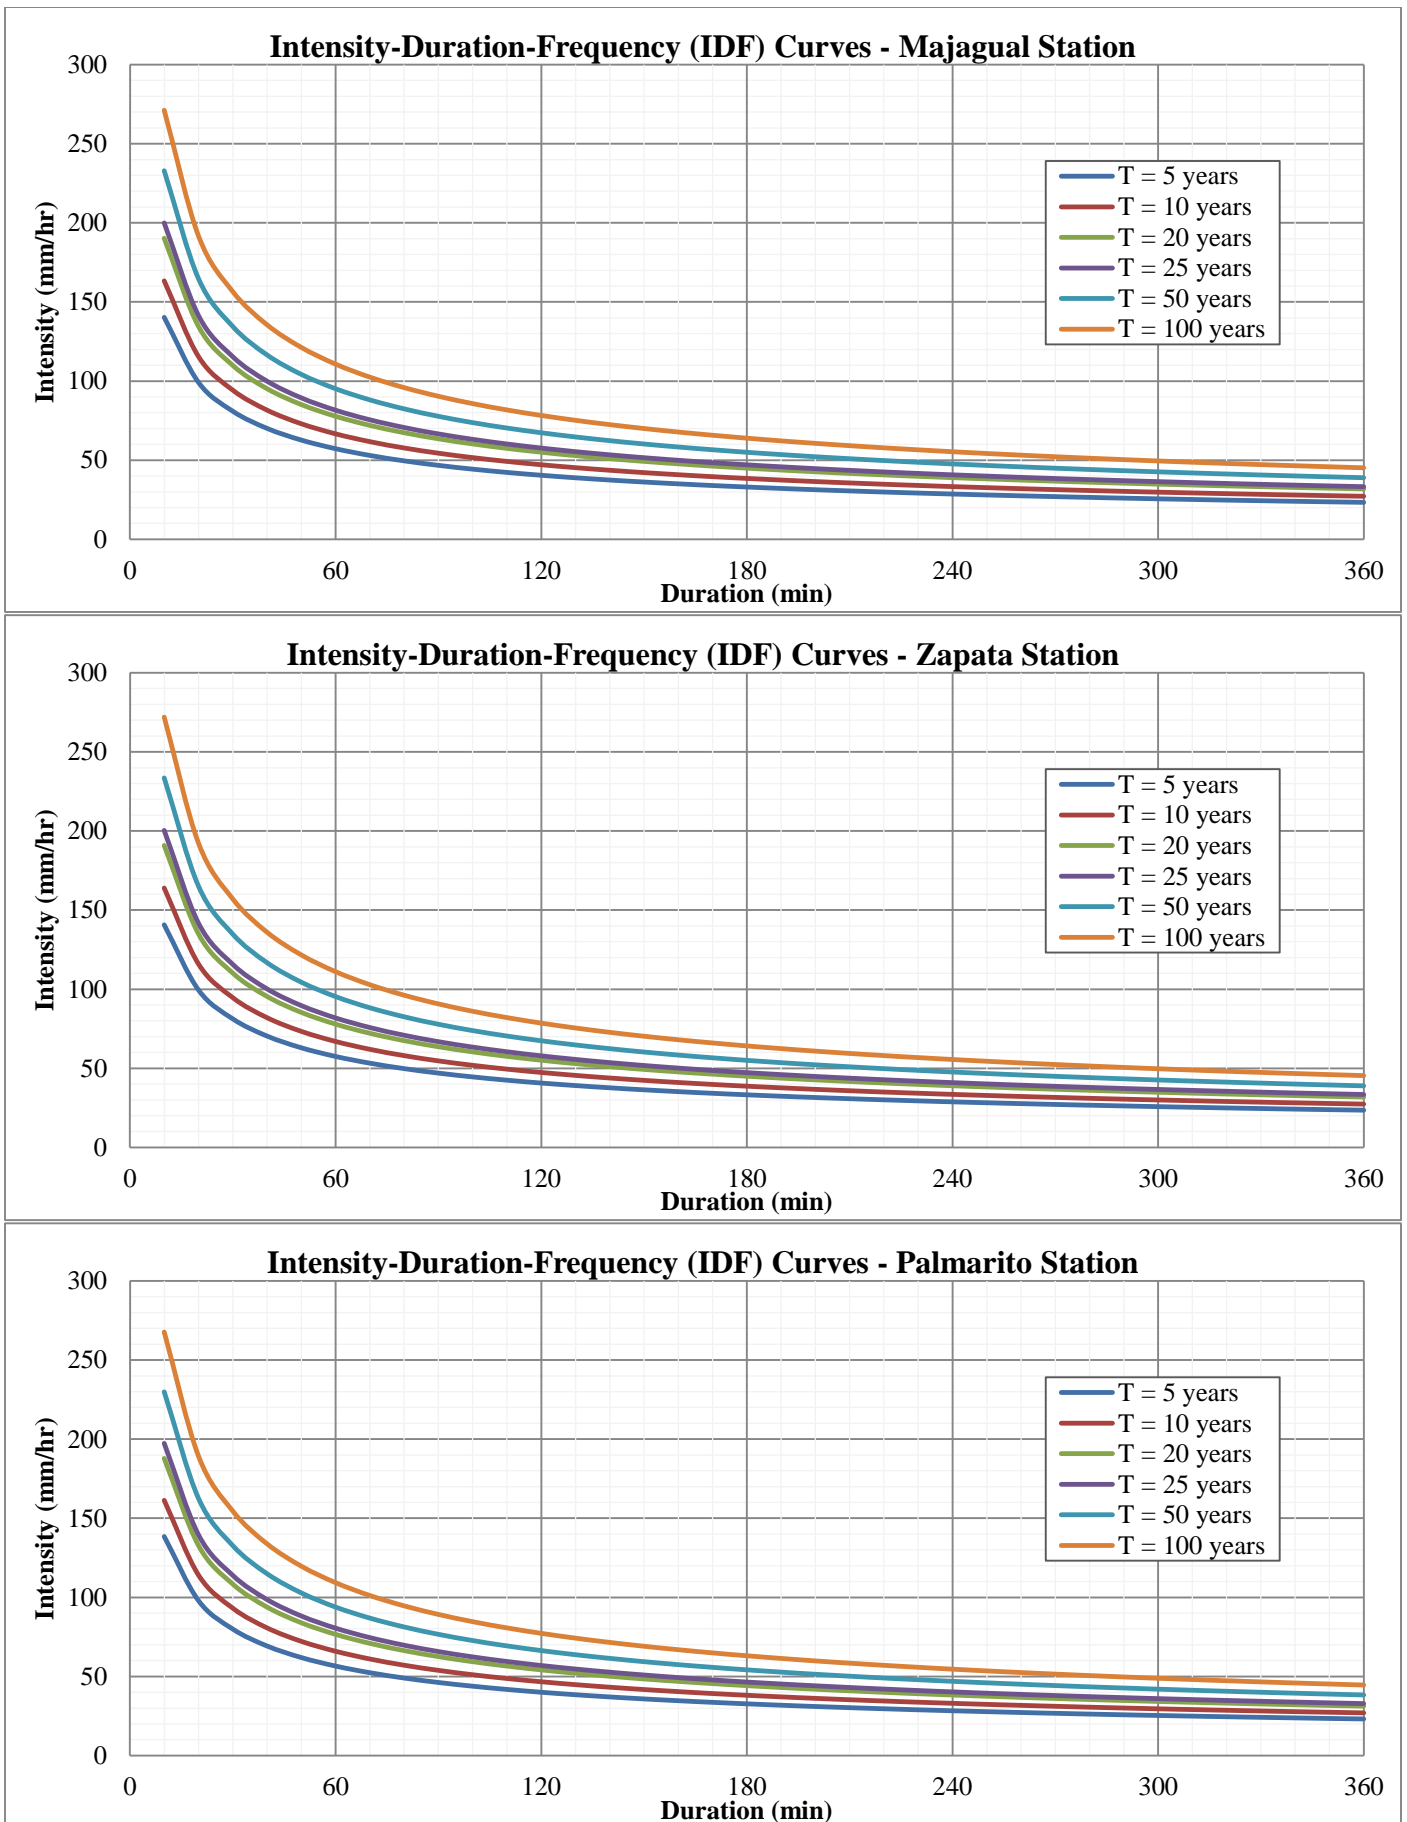 Intensity-Duration-Frequency (IDF) Curves - Majagual Station
Intensity (mm/hr)
300
250
200
150
100
50
0
T = 5 years
T = 10 years
T = 20 years
T = 25 years
T = 50 years
T = 100 years
0 60 120 180 240 300 360
Duration (min)
Intensity-Duration-Frequency (IDF) Curves - Zapata Station
Intensity (mm/hr)
300
250
200
150
100
50
0
T = 5 years
T = 10 years
T = 20 years
T = 25 years
T = 50 years
T = 100 years
0 60 120 180 240 300 360
Duration (min)
Intensity-Duration-Frequency (IDF) Curves - Palmarito Station
Intensity (mm/hr)
300
250
200
150
100
50
0
T = 5 years
T = 10 years
T = 20 years
T = 25 years
T = 50 years
T = 100 years
0 60 120 180 240 300 360
Duration (min)